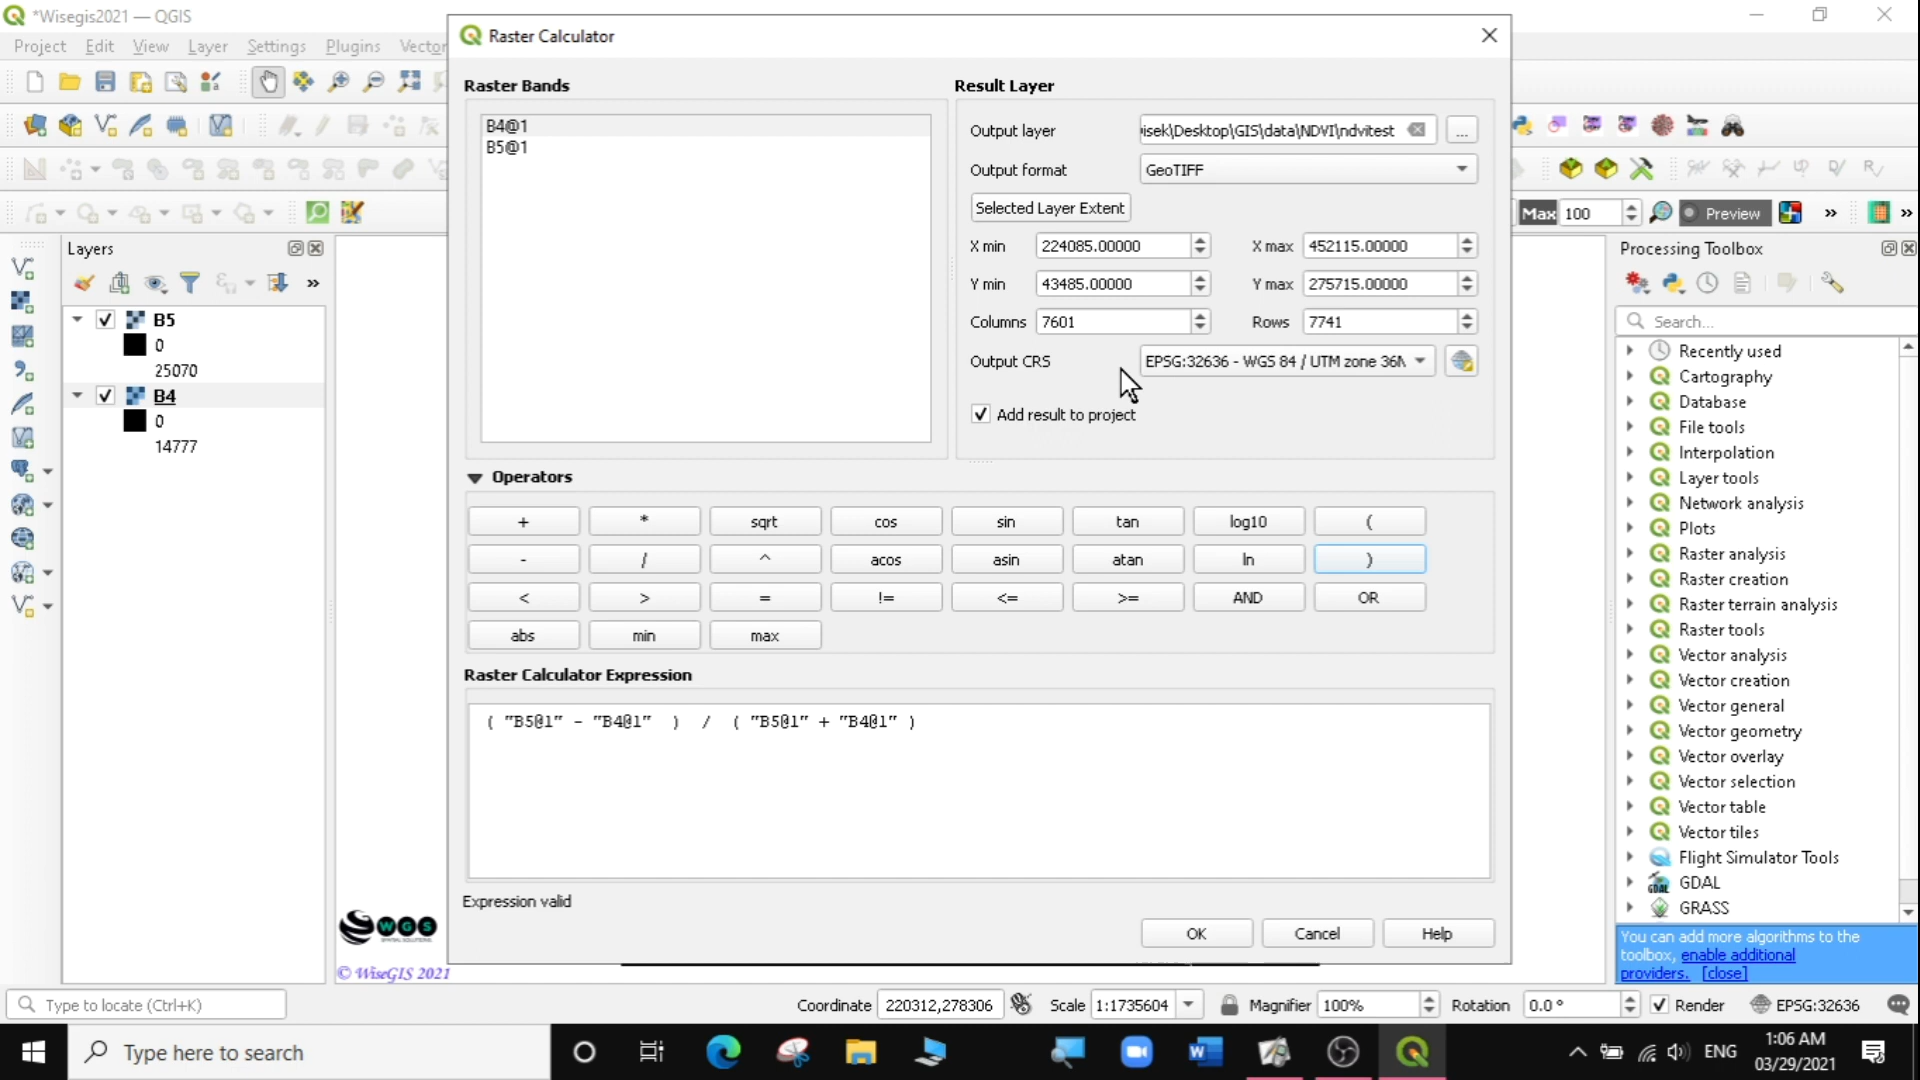 *Wisegis2021 — QGIS
Project Edit View Layer Settings Plugins Vector
Raster Calculator
Raster Bands
B4@1
B5@1
Result Layer
Output layer isek\Desktop\GIS\data\NDVI\ndvitest ...
Output format GeoTIFF
Selected Layer Extent
X min 224085.00000 X max 452115.00000
Y min 43485.00000 Y max 275715.00000
Columns 7601 Rows 7741
Output CRS EPSG:32636 - WGS 84 / UTM zone 36N
Add result to project
Operators
+ * sqrt cos sin tan log10 (
- / ^ acos asin atan ln )
< > = != <= >= AND OR
abs min max
Raster Calculator Expression
( "B5@1" - "B4@1" ) / ( "B5@1" + "B4@1" )
Expression valid
OK Cancel Help
Max 100 Preview »
Layers
B5
0
25070
B4
0
14777
WGS
© WiseGIS 2021
Processing Toolbox
Search...
Recently used
Cartography
Database
File tools
Interpolation
Layer tools
Network analysis
Plots
Raster analysis
Raster creation
Raster terrain analysis
Raster tools
Vector analysis
Vector creation
Vector general
Vector geometry
Vector overlay
Vector selection
Vector table
Vector tiles
Flight Simulator Tools
GDAL
GRASS
You can add more algorithms to the
toolbox, enable additional
providers. [close]
Type to locate (Ctrl+K) Coordinate 220312,278306 Scale 1:1735604 Magnifier 100% Rotation 0.0 ° Render EPSG:32636
Type here to search
ENG
1:06 AM
03/29/2021